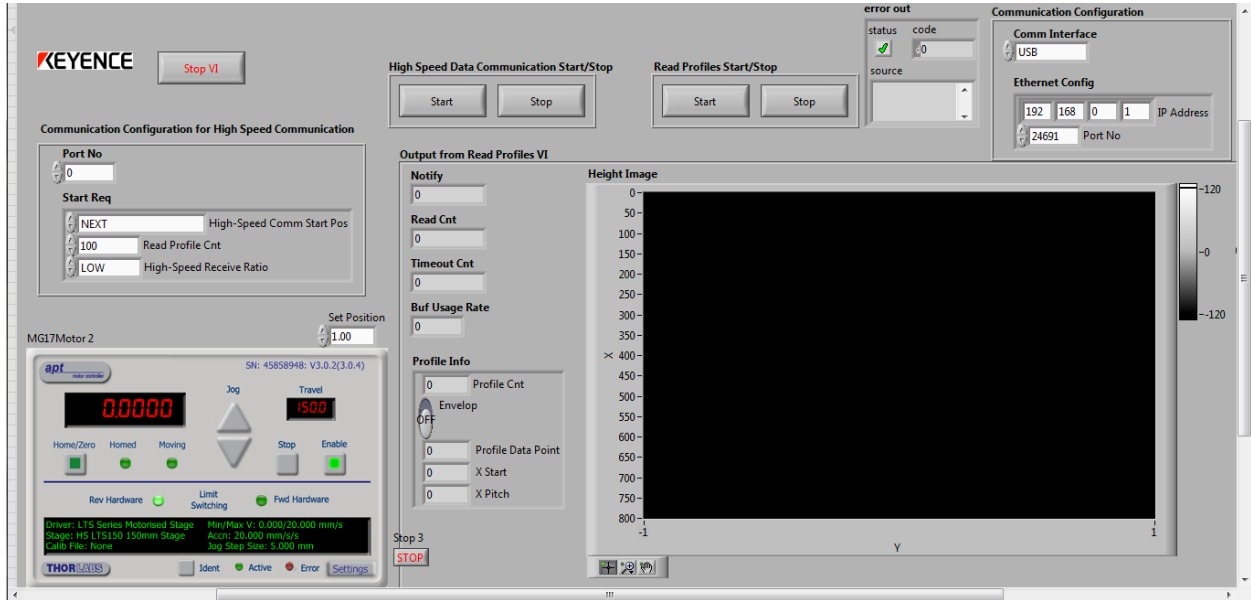 error out
status code
0
source
Communication Configuration
Comm Interface
USB
Ethernet Config
192 168 0 1 IP Address
24691 Port No
KEYENCE
Stop VI
High Speed Data Communication Start/Stop
Start Stop
Read Profiles Start/Stop
Start Stop
Communication Configuration for High Speed Communication
Port No
0
Start Req
NEXT High-Speed Comm Start Pos
100 Read Profile Cnt
LOW High-Speed Receive Ratio
Set Position
1.00
MG17Motor 2
apt
motor controller
SN: 45858948: V3.0.2(3.0.4)
Jog
Travel
0.0000
150.0
Home/Zero Homed Moving Stop Enable
Rev Hardware Limit Switching Fwd Hardware
Driver: LTS Series Motorised Stage Min/Max V: 0.000/20.000 mm/s
Stage: HS LTS150 150mm Stage Accn: 20.000 mm/s/s
Calib File: None Jog Step Size: 5.000 mm
THORLABS Ident Active Error Settings
Output from Read Profiles VI
Notify
0
Read Cnt
0
Timeout Cnt
0
Buf Usage Rate
0
Profile Info
0 Profile Cnt
Envelop
OFF
0 Profile Data Point
0 X Start
0 X Pitch
Stop 3
STOP
Height Image
0
50
100
150
200
250
300
350
X 400
450
500
550
600
650
700
750
800
-1 1
Y
120
0
-120